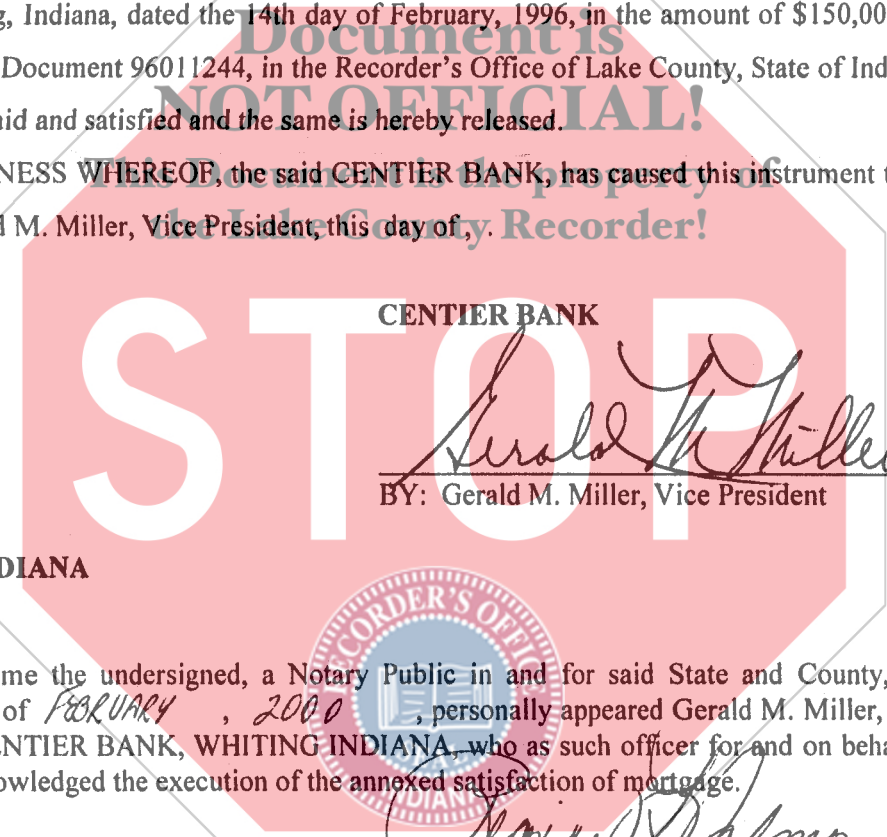 g, Indiana, dated the 14th day of February, 1996, in the amount of $150,00
Document is
Document 96011244, in the Recorder's Office of Lake County, State of Ind
NOT OFFICIAL!
aid and satisfied and the same is hereby released.
This Document is the property of
NESS WHEREOF, the said CENTIER BANK, has caused this instrument t
the Lake County Recorder!
d M. Miller, Vice President, this day of , .
STOP
CENTIER BANK
Gerald M Miller
BY: Gerald M. Miller, Vice President
DIANA
RECORDER'S OFFICE
me the undersigned, a Notary Public in and for said State and County,
of FEBRUARY , 2000 , personally appeared Gerald M. Miller,
ENTIER BANK, WHITING INDIANA, who as such officer for and on beha
owledged the execution of the annexed satisfaction of mortgage.
INDIANA